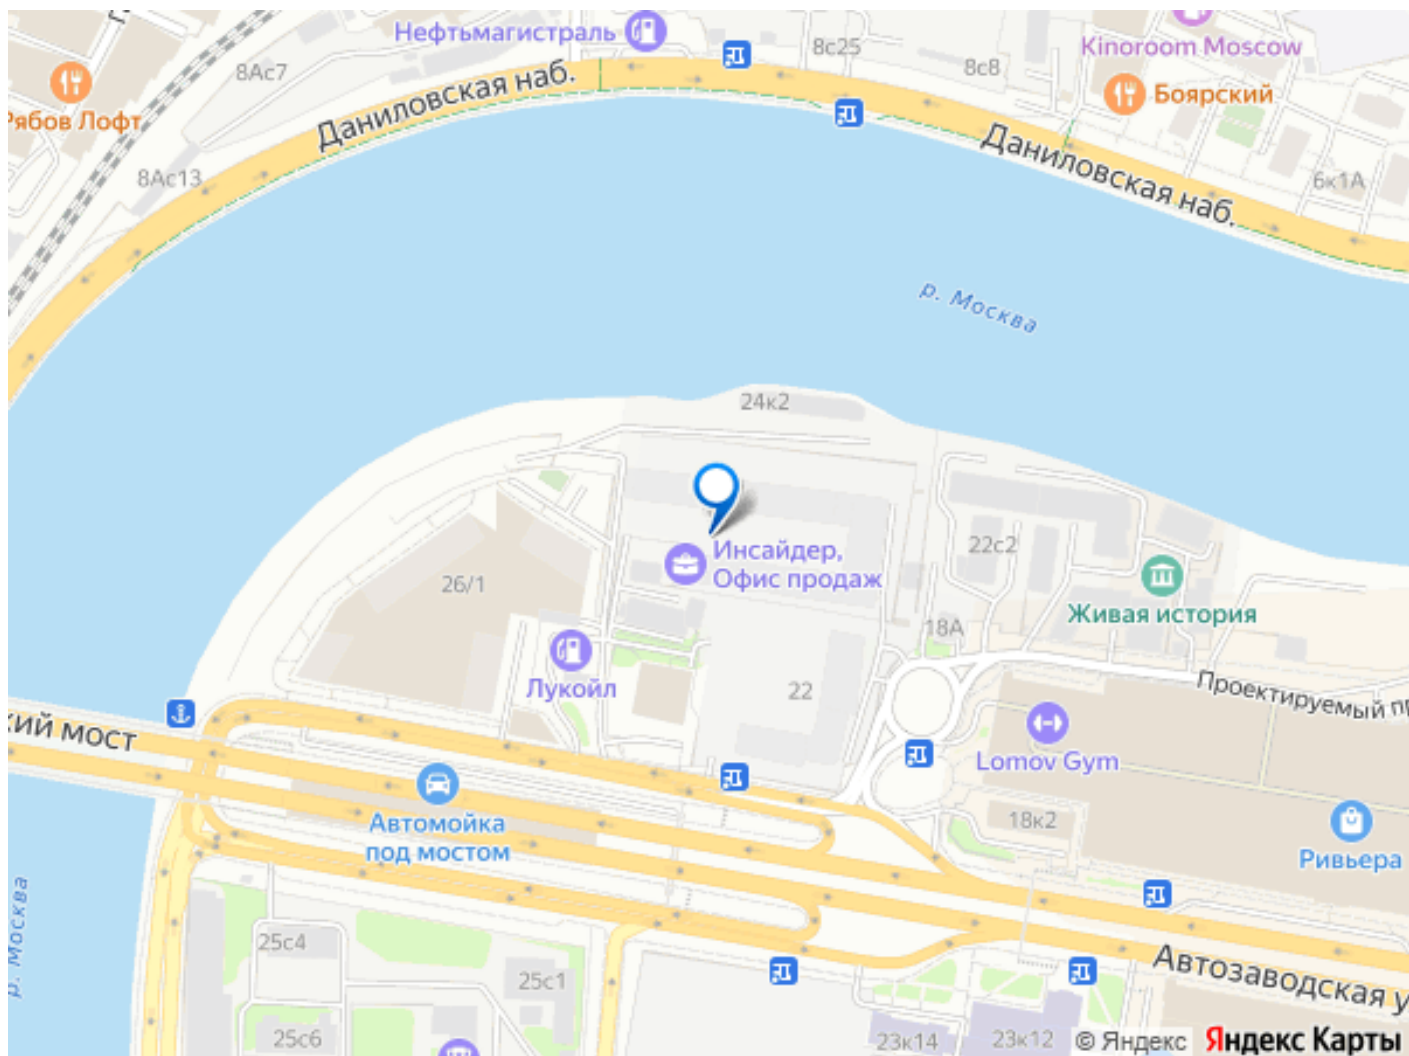 Нефтьмагистраль
8с25
Kinoroom Moscow
8Ас7
8с8
Рябов Лофт
Даниловская наб.
Боярский
Даниловская наб.
8Ас13
6к1А
р. Москва
24к2
Инсайдер,
Офис продаж
22с2
26/1
Живая история
18А
Лукойл
22
Проектируемый пр
кий мост
Lomov Gym
Автомойка
под мостом
18к2
Ривьера
р. Москва
25с4
25с1
Автозаводская у
25с6
23к14
23к12
© Яндекс
Яндекс Карты